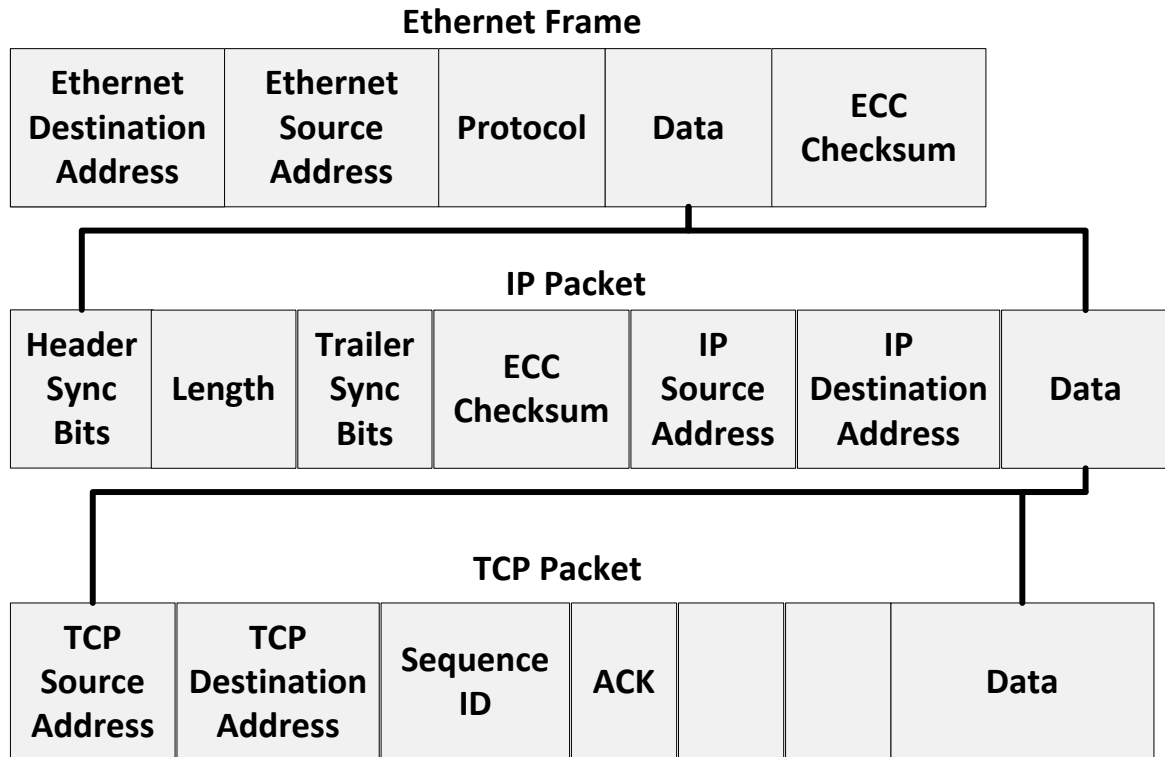 Ethernet Frame
Ethernet
Destination
Address
Ethernet
Source
Address
Protocol
Data
ECC
Checksum
IP Packet
Header
Sync
Bits
Length
Trailer
Sync
Bits
ECC
Checksum
IP
Source
Address
IP
Destination
Address
Data
TCP Packet
TCP
Source
Address
TCP
Destination
Address
Sequence
ID
ACK
Data